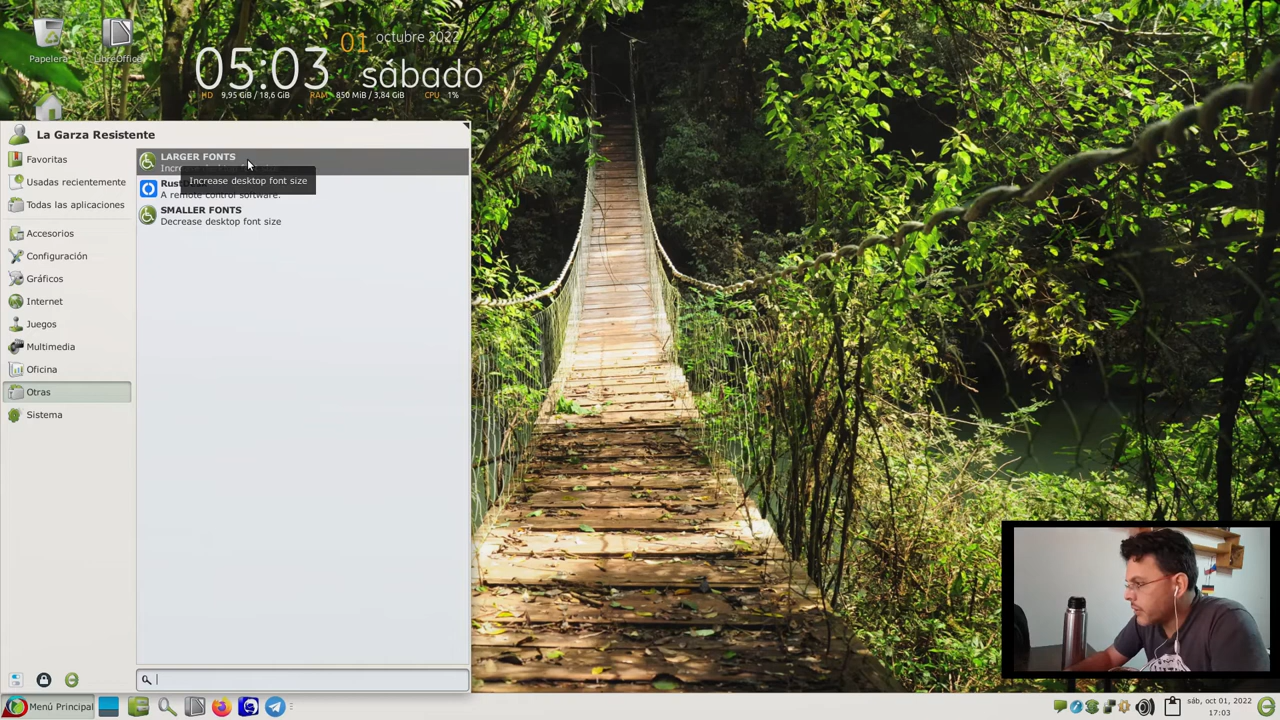 Papelera
LibreOffice
05:03
01
octubre 2022
sábado
HD 9,95 GiB / 18,6 GiB RAM 850 MiB / 3,84 GiB CPU 1%
La Garza Resistente
Favoritas
Usadas recientemente
Todas las aplicaciones
Accesorios
Configuración
Gráficos
Internet
Juegos
Multimedia
Oficina
Otras
Sistema
LARGER FONTS
Increase desktop font size
A remote control software.
SMALLER FONTS
Decrease desktop font size
Menú Principal
sáb, oct 01, 2022
17:03